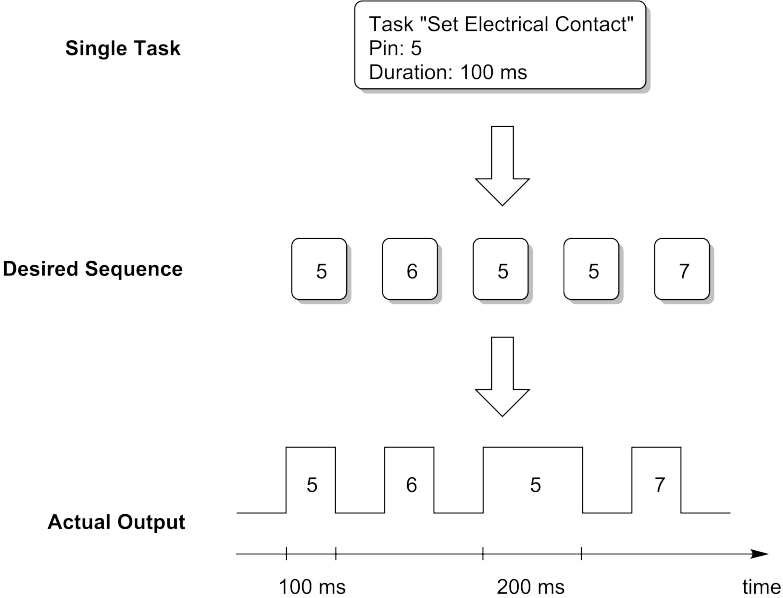 Single Task
Task "Set Electrical Contact"
Pin: 5
Duration: 100 ms
Desired Sequence
5 6 5 5 7
5 6 5 7
Actual Output
100 ms 200 ms time